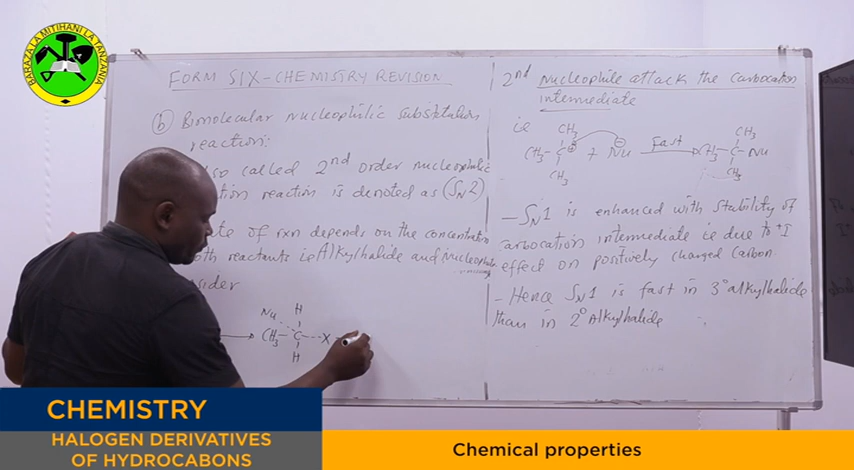 BARAZA LA MITIHANI LA TANZANIA
FORM SIX-CHEMISTRY REVISION
(b) Bimolecular nucleophilic substitution
reaction:
so called 2nd order nucleophilic
tion reaction is denoted as (SN2)
te of rxn depends on the concentration
oth reactants i.e Alkylhalide and nucleophile
sider
Nu H
CH3-C---X
H
2nd Nucleophile attack the carbocation
intermediate
ie
CH3 CH3
CH3-C⊕ + Nu⊖ Fast CH3-C-Nu
CH3 CH3
- SN1 is enhanced with stability of
carbocation intermediate ie due to +I
effect on positively charged carbon.
- Hence SN1 is fast in 3° alkylhalide
than in 2° Alkylhalide
CHEMISTRY
HALOGEN DERIVATIVES
OF HYDROCABONS
Chemical properties